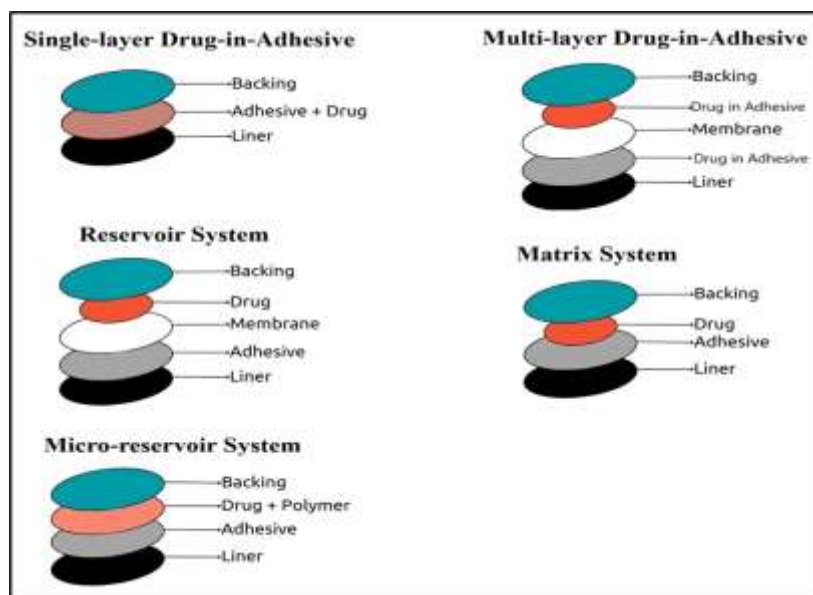 Single-layer Drug-in-Adhesive
Backing
Adhesive + Drug
Liner
Multi-layer Drug-in-Adhesive
Backing
Drug in Adhesive
Membrane
Drug in Adhesive
Liner
Reservoir System
Backing
Drug
Membrane
Adhesive
Liner
Matrix System
Backing
Drug
Adhesive
Liner
Micro-reservoir System
Backing
Drug + Polymer
Adhesive
Liner